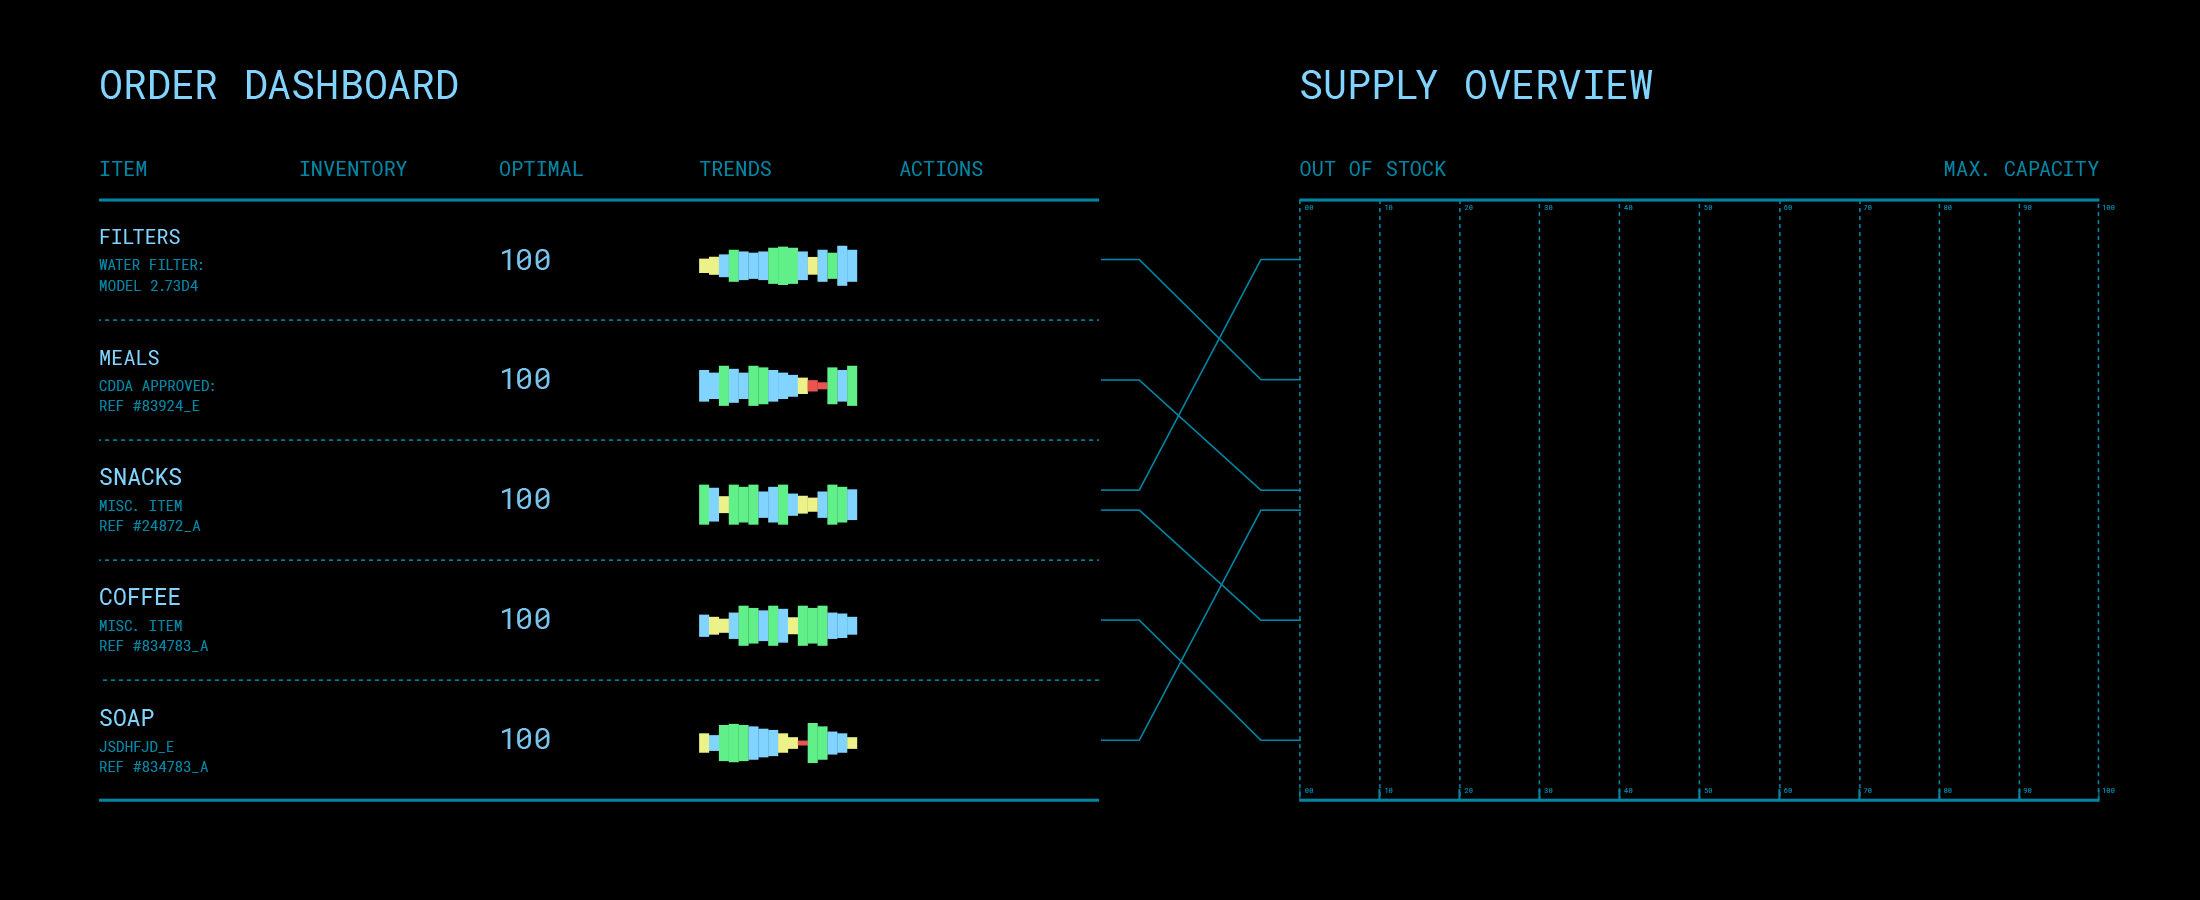 ORDER DASHBOARD
SUPPLY OVERVIEW
ITEM INVENTORY OPTIMAL TRENDS ACTIONS
OUT OF STOCK MAX. CAPACITY
00 10 20 30 40 50 60 70 80 90 100
FILTERS
WATER FILTER:
MODEL 2.73D4
100
MEALS
CDDA APPROVED:
REF #83924_E
100
SNACKS
MISC. ITEM
REF #24872_A
100
COFFEE
MISC. ITEM
REF #834783_A
100
SOAP
JSDHFJD_E
REF #834783_A
100
00 10 20 30 40 50 60 70 80 90 100